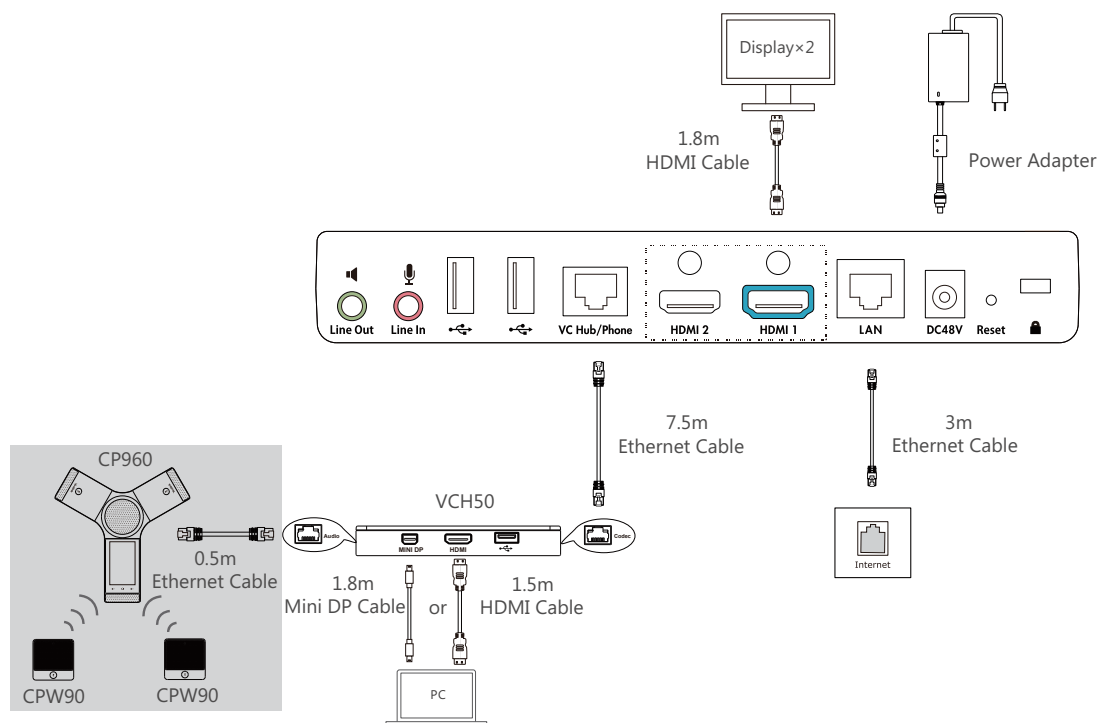 Display×2
1.8m
HDMI Cable
Power Adapter
Line Out
Line In
VC Hub/Phone
HDMI 2
HDMI 1
LAN
DC48V
Reset
7.5m
Ethernet Cable
3m
Ethernet Cable
CP960
VCH50
Audio
MINI DP
HDMI
Codec
0.5m
Ethernet Cable
Internet
1.8m
Mini DP Cable
or
1.5m
HDMI Cable
CPW90
CPW90
PC